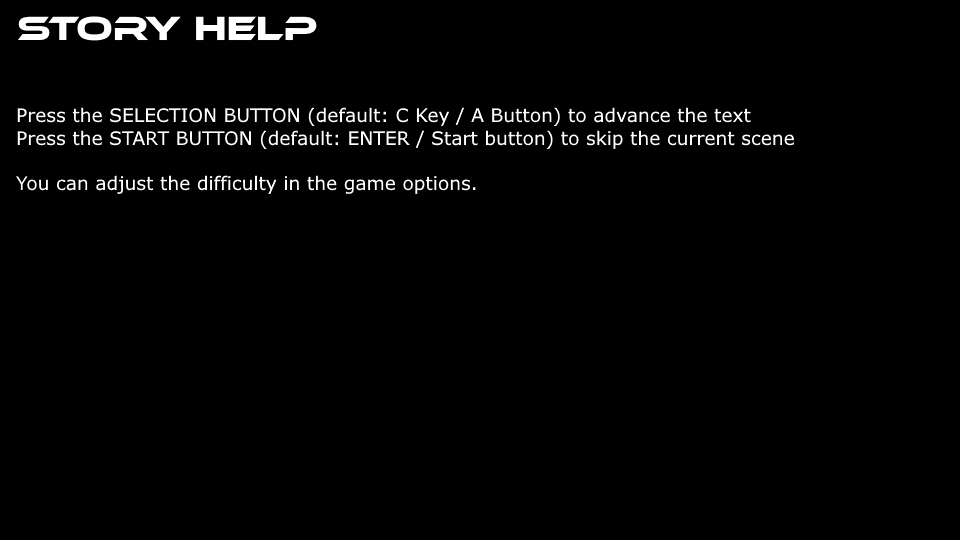 STORY HELP
Press the SELECTION BUTTON (default: C Key / A Button) to advance the text
Press the START BUTTON (default: ENTER / Start button) to skip the current scene
You can adjust the difficulty in the game options.